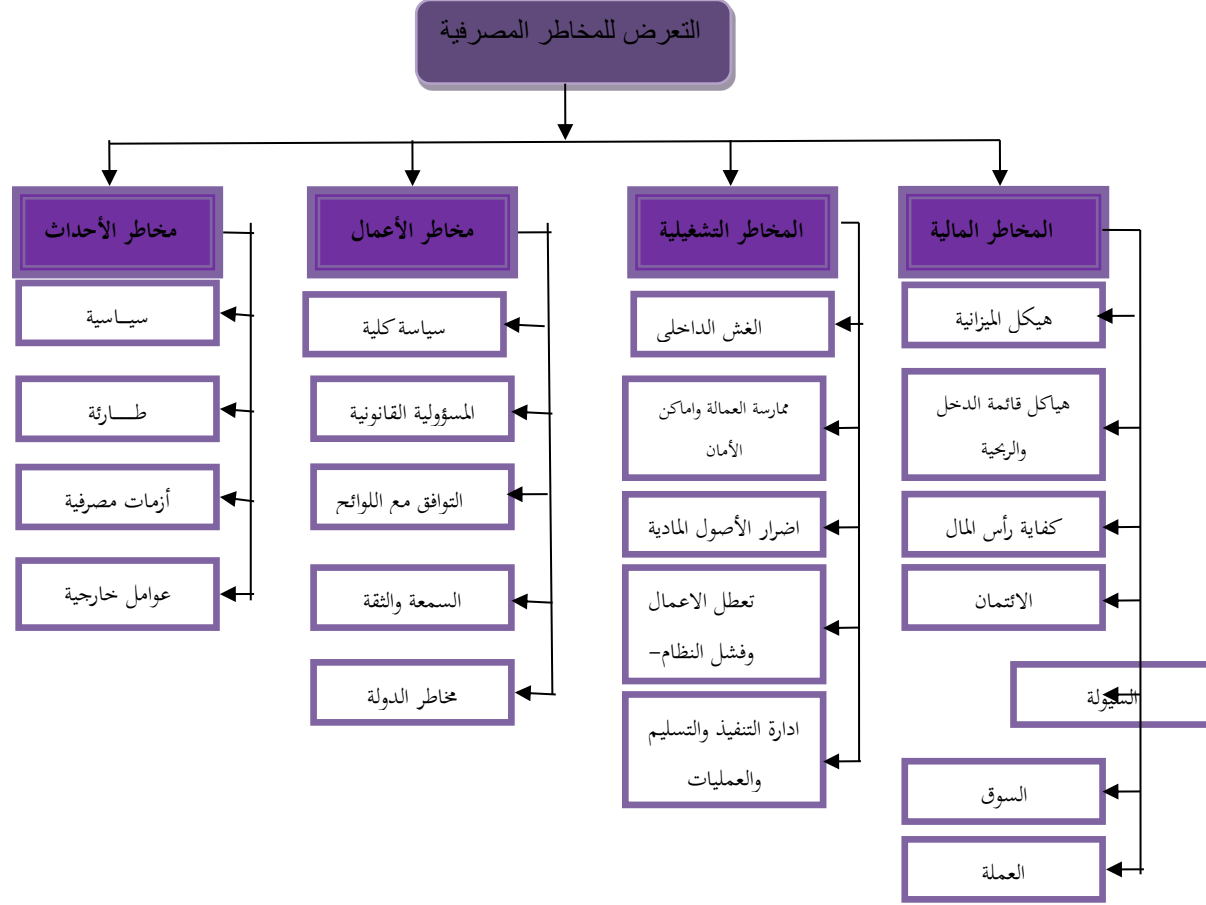 التعرض للمخاطر المصرفية
المخاطر المالية
هيكل الميزانية
هياكل قائمة الدخل
والربحية
كفاية رأس المال
الائتمان
السيولة
السوق
العملة
المخاطر التشغيلية
الغش الداخلى
ممارسة العمالة واماكن
الأمان
اضرار الأصول المادية
تعطل الاعمال
وفشل النظام–
ادارة التنفيذ والتسليم
والعمليات
مخاطر الأعمال
سياسة كلية
المسؤولية القانونية
التوافق مع اللوائح
السمعة والثقة
مخاطر الدولة
مخاطر الأحداث
سيـــاسية
طـــــارئة
أزمات مصرفية
عوامل خارجية